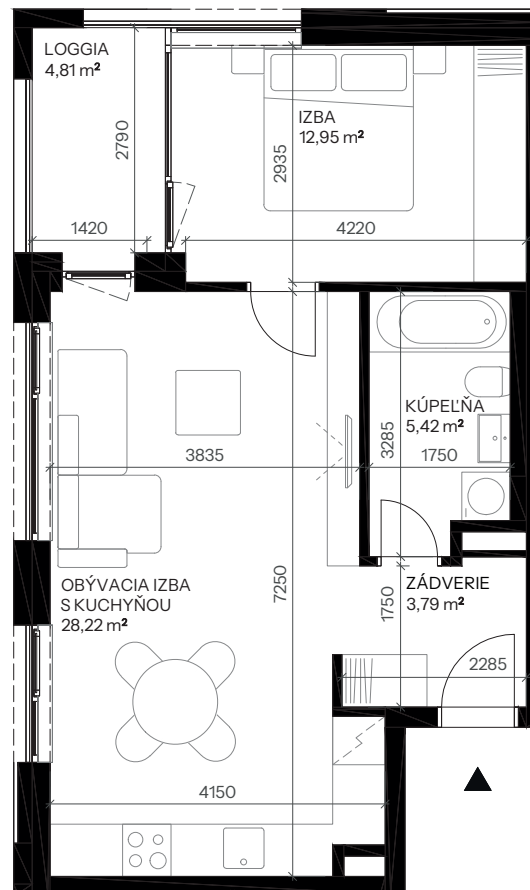 LOGGIA
4,81 m²
IZBA
12,95 m²
2790
2935
1420
4220
KÚPEĽŇA
5,42 m²
3285
3835
1750
OBÝVACIA IZBA
S KUCHYŇOU
28,22 m²
7250
1750
ZÁDVERIE
3,79 m²
2285
4150